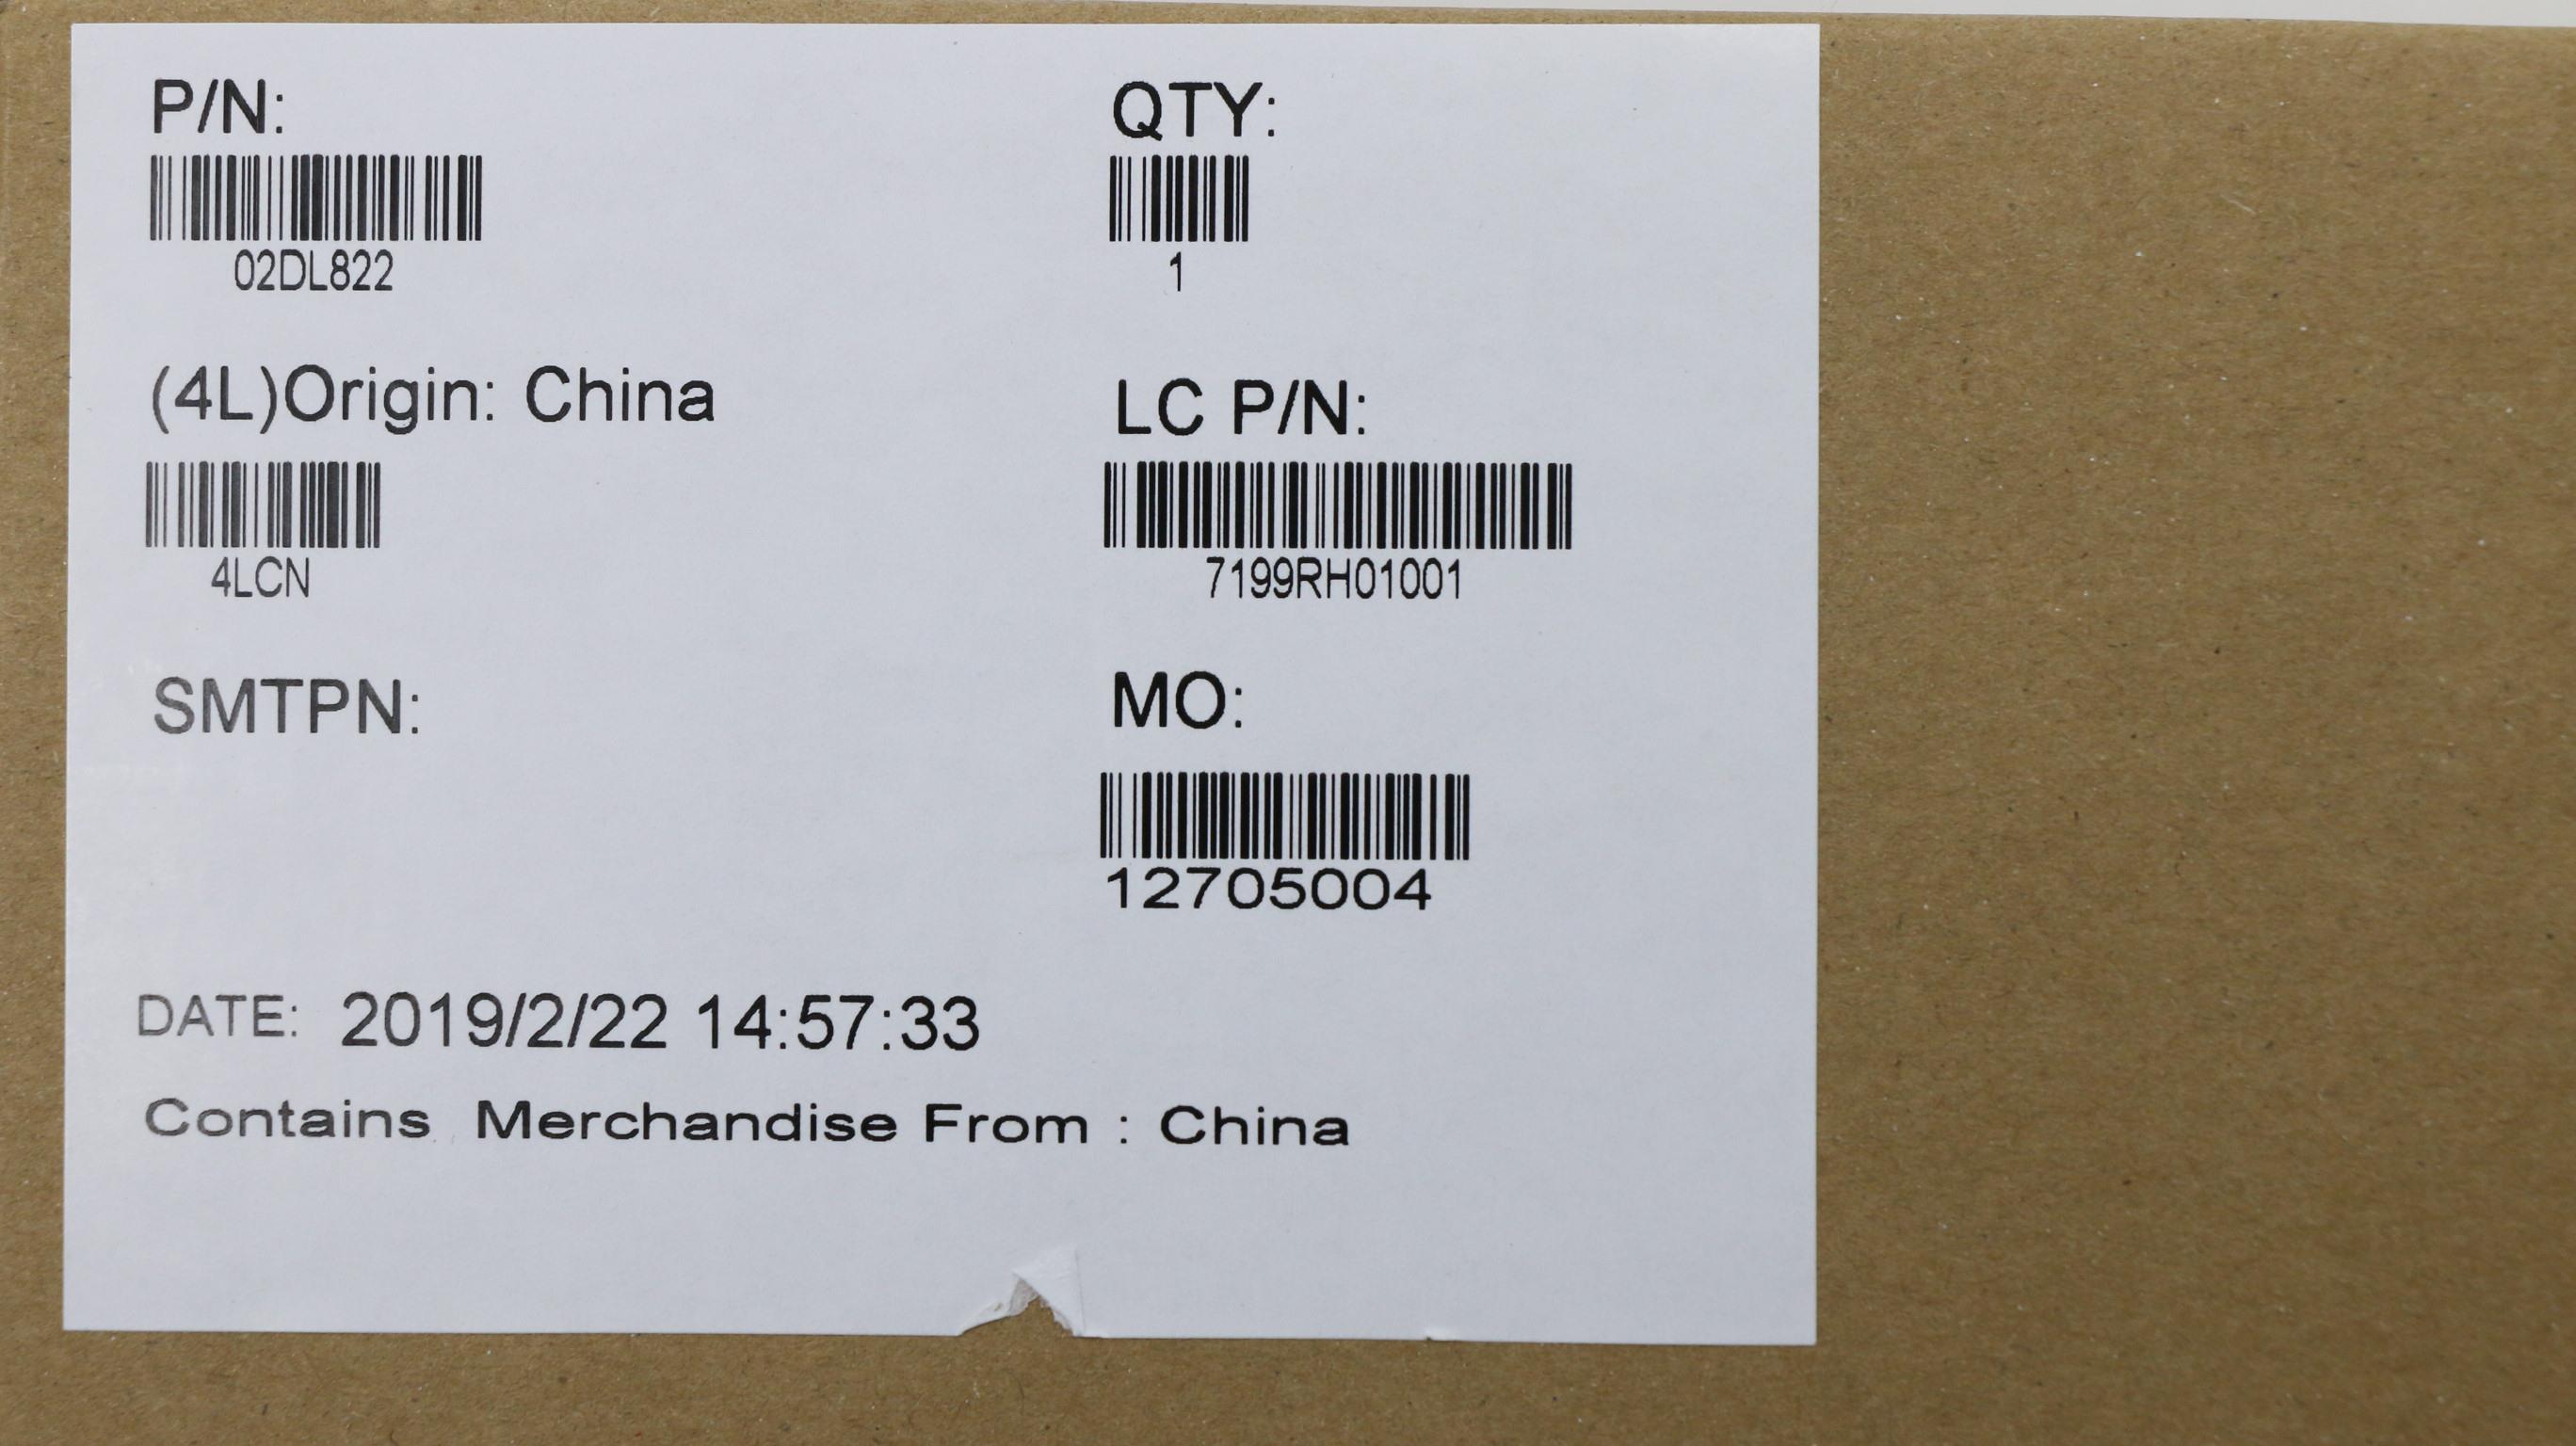 P/N:
02DL822
QTY:
1
(4L)Origin: China
4LCN
LC P/N:
7199RH01001
SMTPN:
MO:
12705004
DATE: 2019/2/22 14:57:33
Contains Merchandise From : China